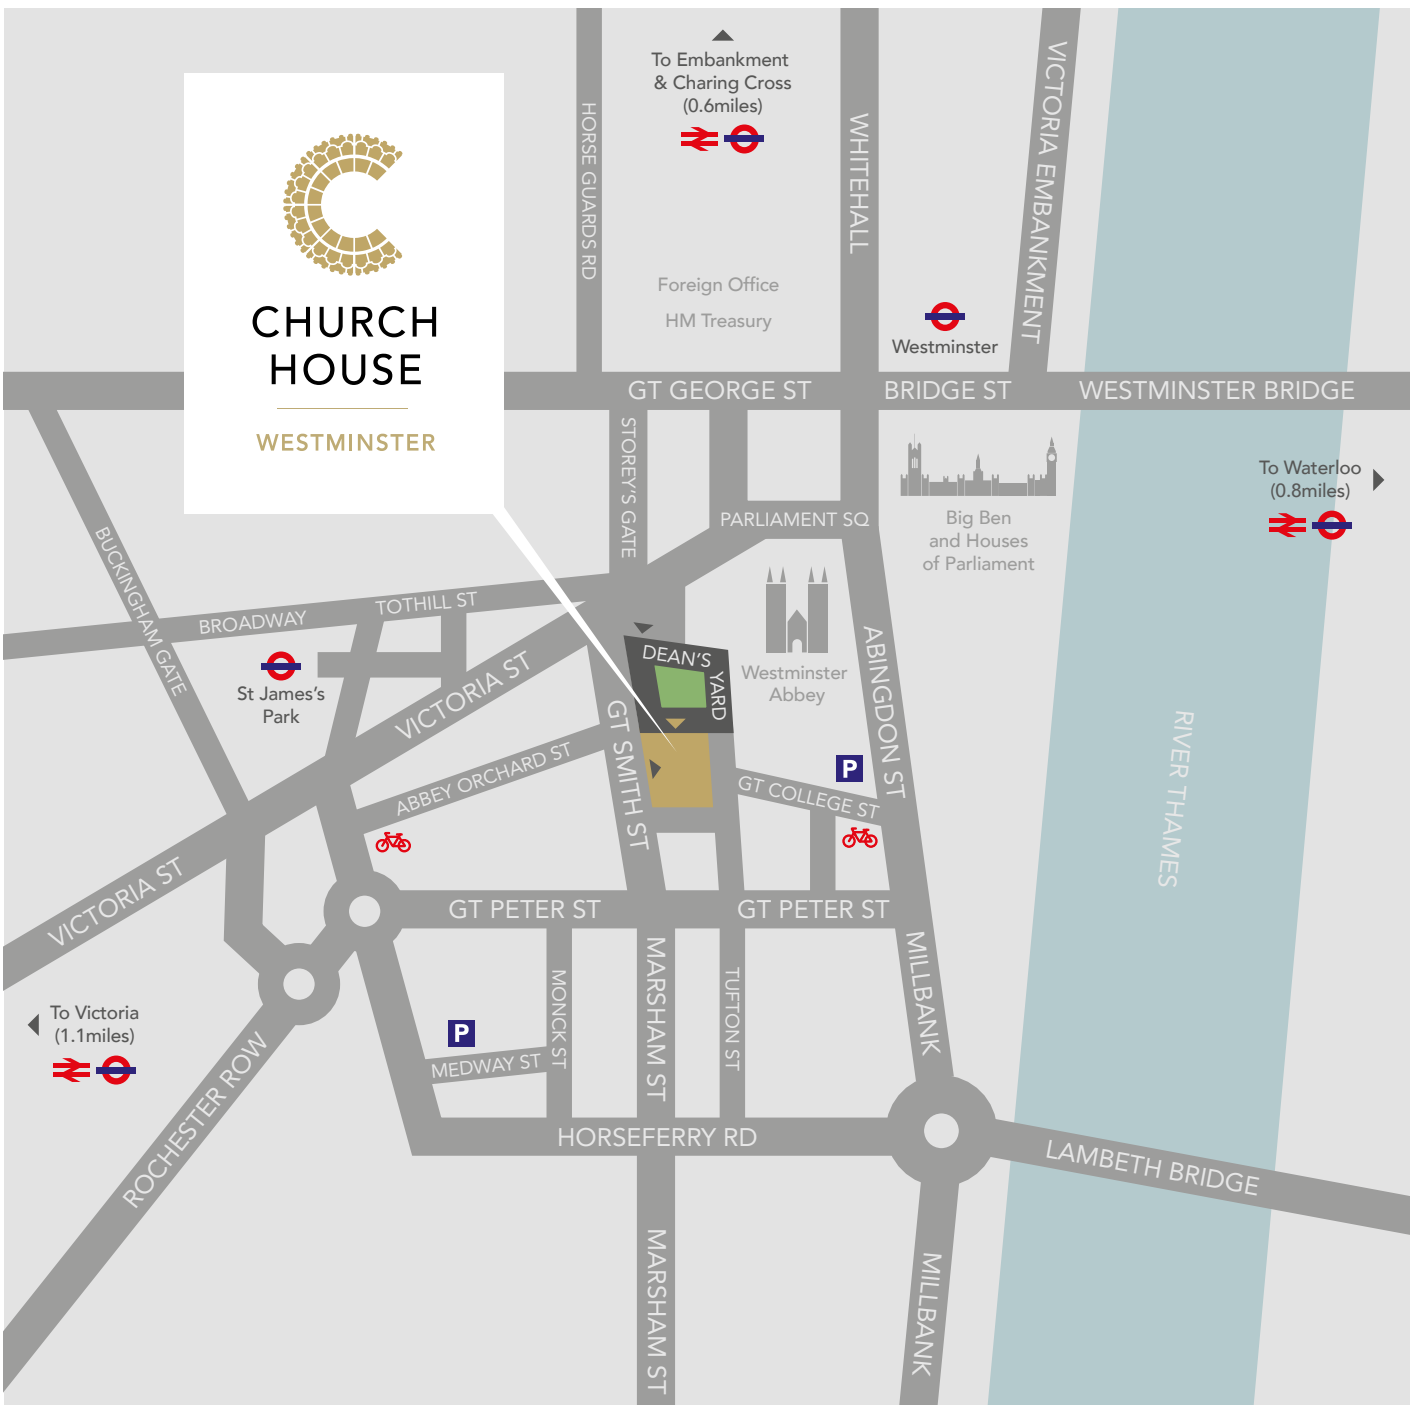 To Embankment
& Charing Cross
(0.6miles)
HORSE GUARDS RD
WHITEHALL
VICTORIA EMBANKMENT
CHURCH
HOUSE
WESTMINSTER
Foreign Office
HM Treasury
Westminster
GT GEORGE ST
BRIDGE ST
WESTMINSTER BRIDGE
STOREY'S GATE
PARLIAMENT SQ
Big Ben
and Houses
of Parliament
To Waterloo
(0.8miles)
BUCKINGHAM GATE
BROADWAY
TOTHILL ST
St James's
Park
VICTORIA ST
DEAN'S
YARD
Westminster
Abbey
ABINGDON ST
GT SMITH ST
ABBEY ORCHARD ST
P
GT COLLEGE ST
RIVER THAMES
VICTORIA ST
GT PETER ST
GT PETER ST
To Victoria
(1.1miles)
ROCHESTER ROW
P
MEDWAY ST
MONCK ST
MARSHAM ST
TUFTON ST
MILLBANK
HORSEFERRY RD
LAMBETH BRIDGE
MARSHAM ST
MILLBANK